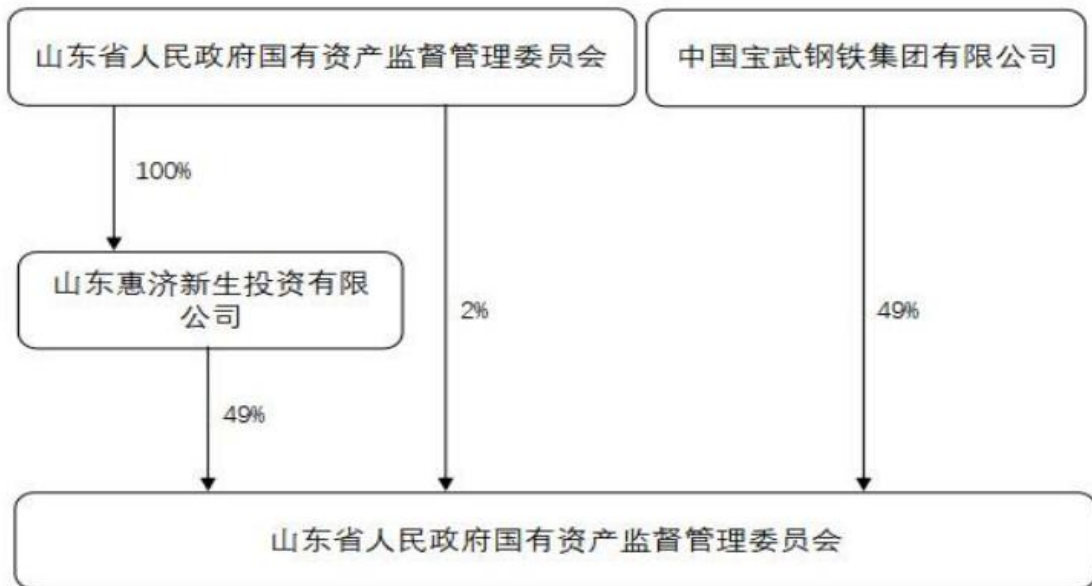 山东省人民政府国有资产监督管理委员会
中国宝武钢铁集团有限公司
100%
山东惠济新生投资有限
公司
2%
49%
49%
山东省人民政府国有资产监督管理委员会